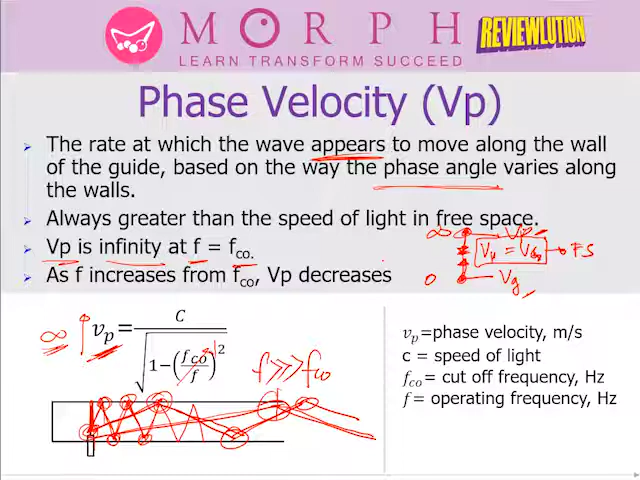 MORPH
REVIEWLUTION
LEARN TRANSFORM SUCCEED
Phase Velocity (Vp)
The rate at which the wave appears to move along the wall
of the guide, based on the way the phase angle varies along
the walls.
Always greater than the speed of light in free space.
Vp is infinity at f = fco.
As f increases from fco, Vp decreases
∞ Vp
Vp = Vg → FS
0 Vg
∞ ↑ vp= C / √(1−(fco/f)²)
f >>> fco
vp=phase velocity, m/s
c = speed of light
fco= cut off frequency, Hz
f= operating frequency, Hz